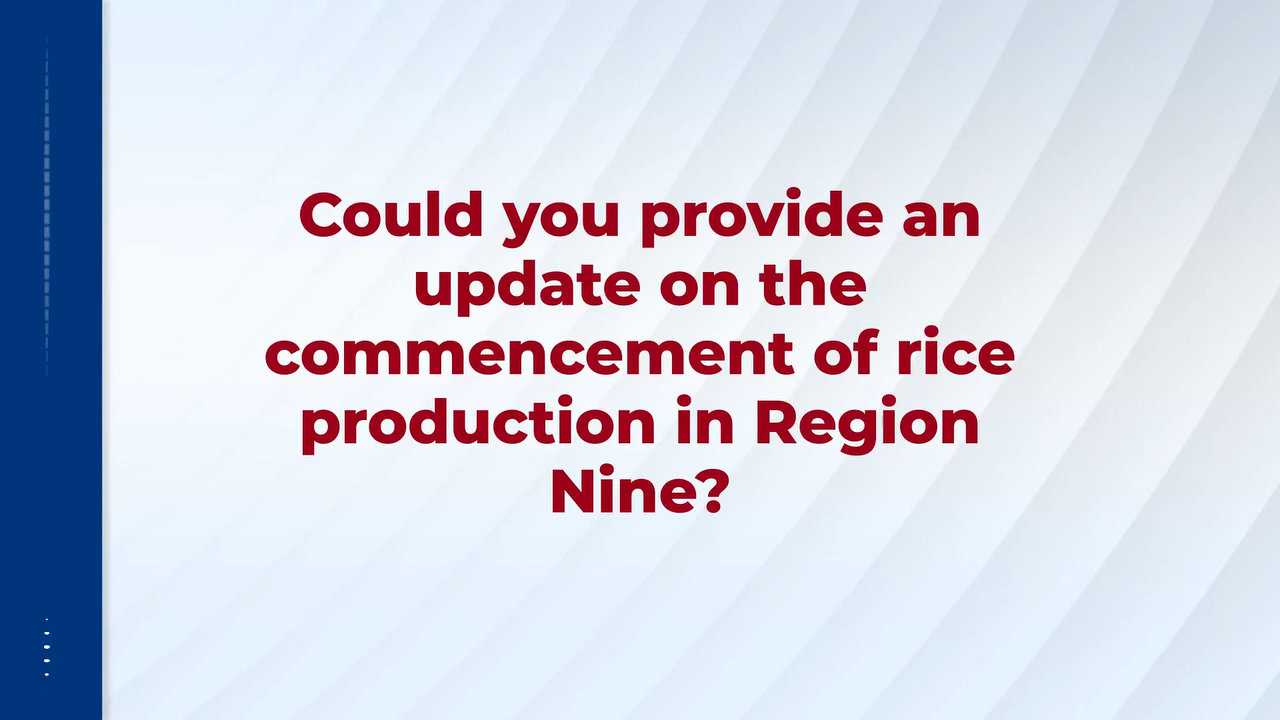 Could you provide an
update on the
commencement of rice
production in Region
Nine?